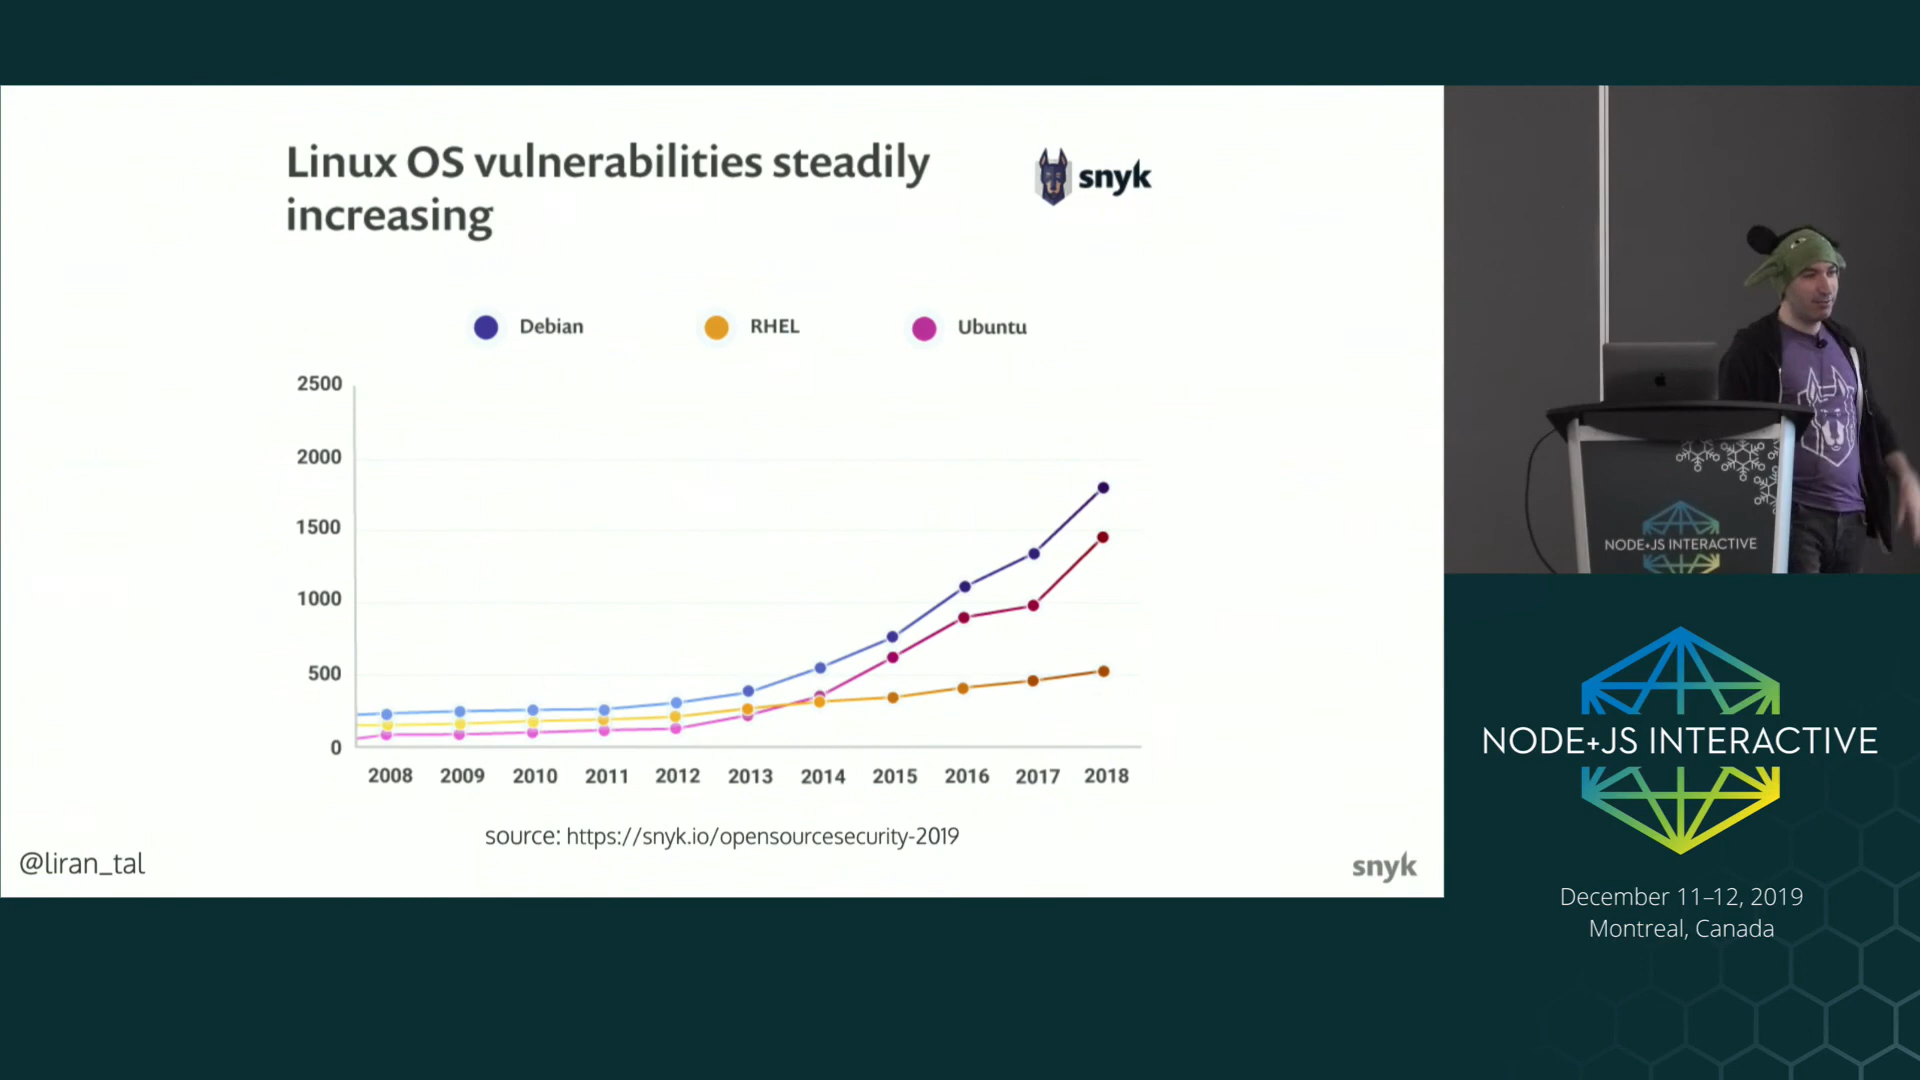 Linux OS vulnerabilities steadily
increasing
snyk
Debian
RHEL
Ubuntu
2500
2000
1500
1000
500
0
2008 2009 2010 2011 2012 2013 2014 2015 2016 2017 2018
source: https://snyk.io/opensourcesecurity-2019
@liran_tal
snyk
NODE+JS INTERACTIVE
NODE+JS INTERACTIVE
December 11–12, 2019
Montreal, Canada